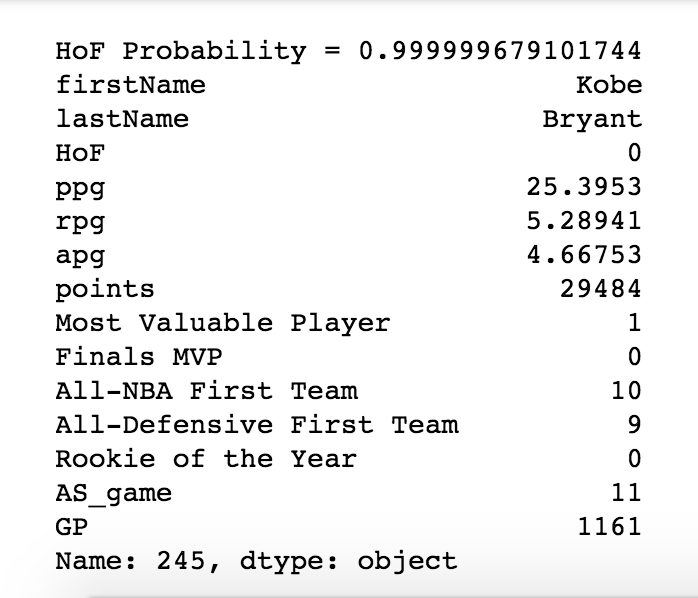 HoF Probability = 0.999999679101744
firstName Kobe
lastName Bryant
HoF 0
ppg 25.3953
rpg 5.28941
apg 4.66753
points 29484
Most Valuable Player 1
Finals MVP 0
All-NBA First Team 10
All-Defensive First Team 9
Rookie of the Year 0
AS_game 11
GP 1161
Name: 245, dtype: object